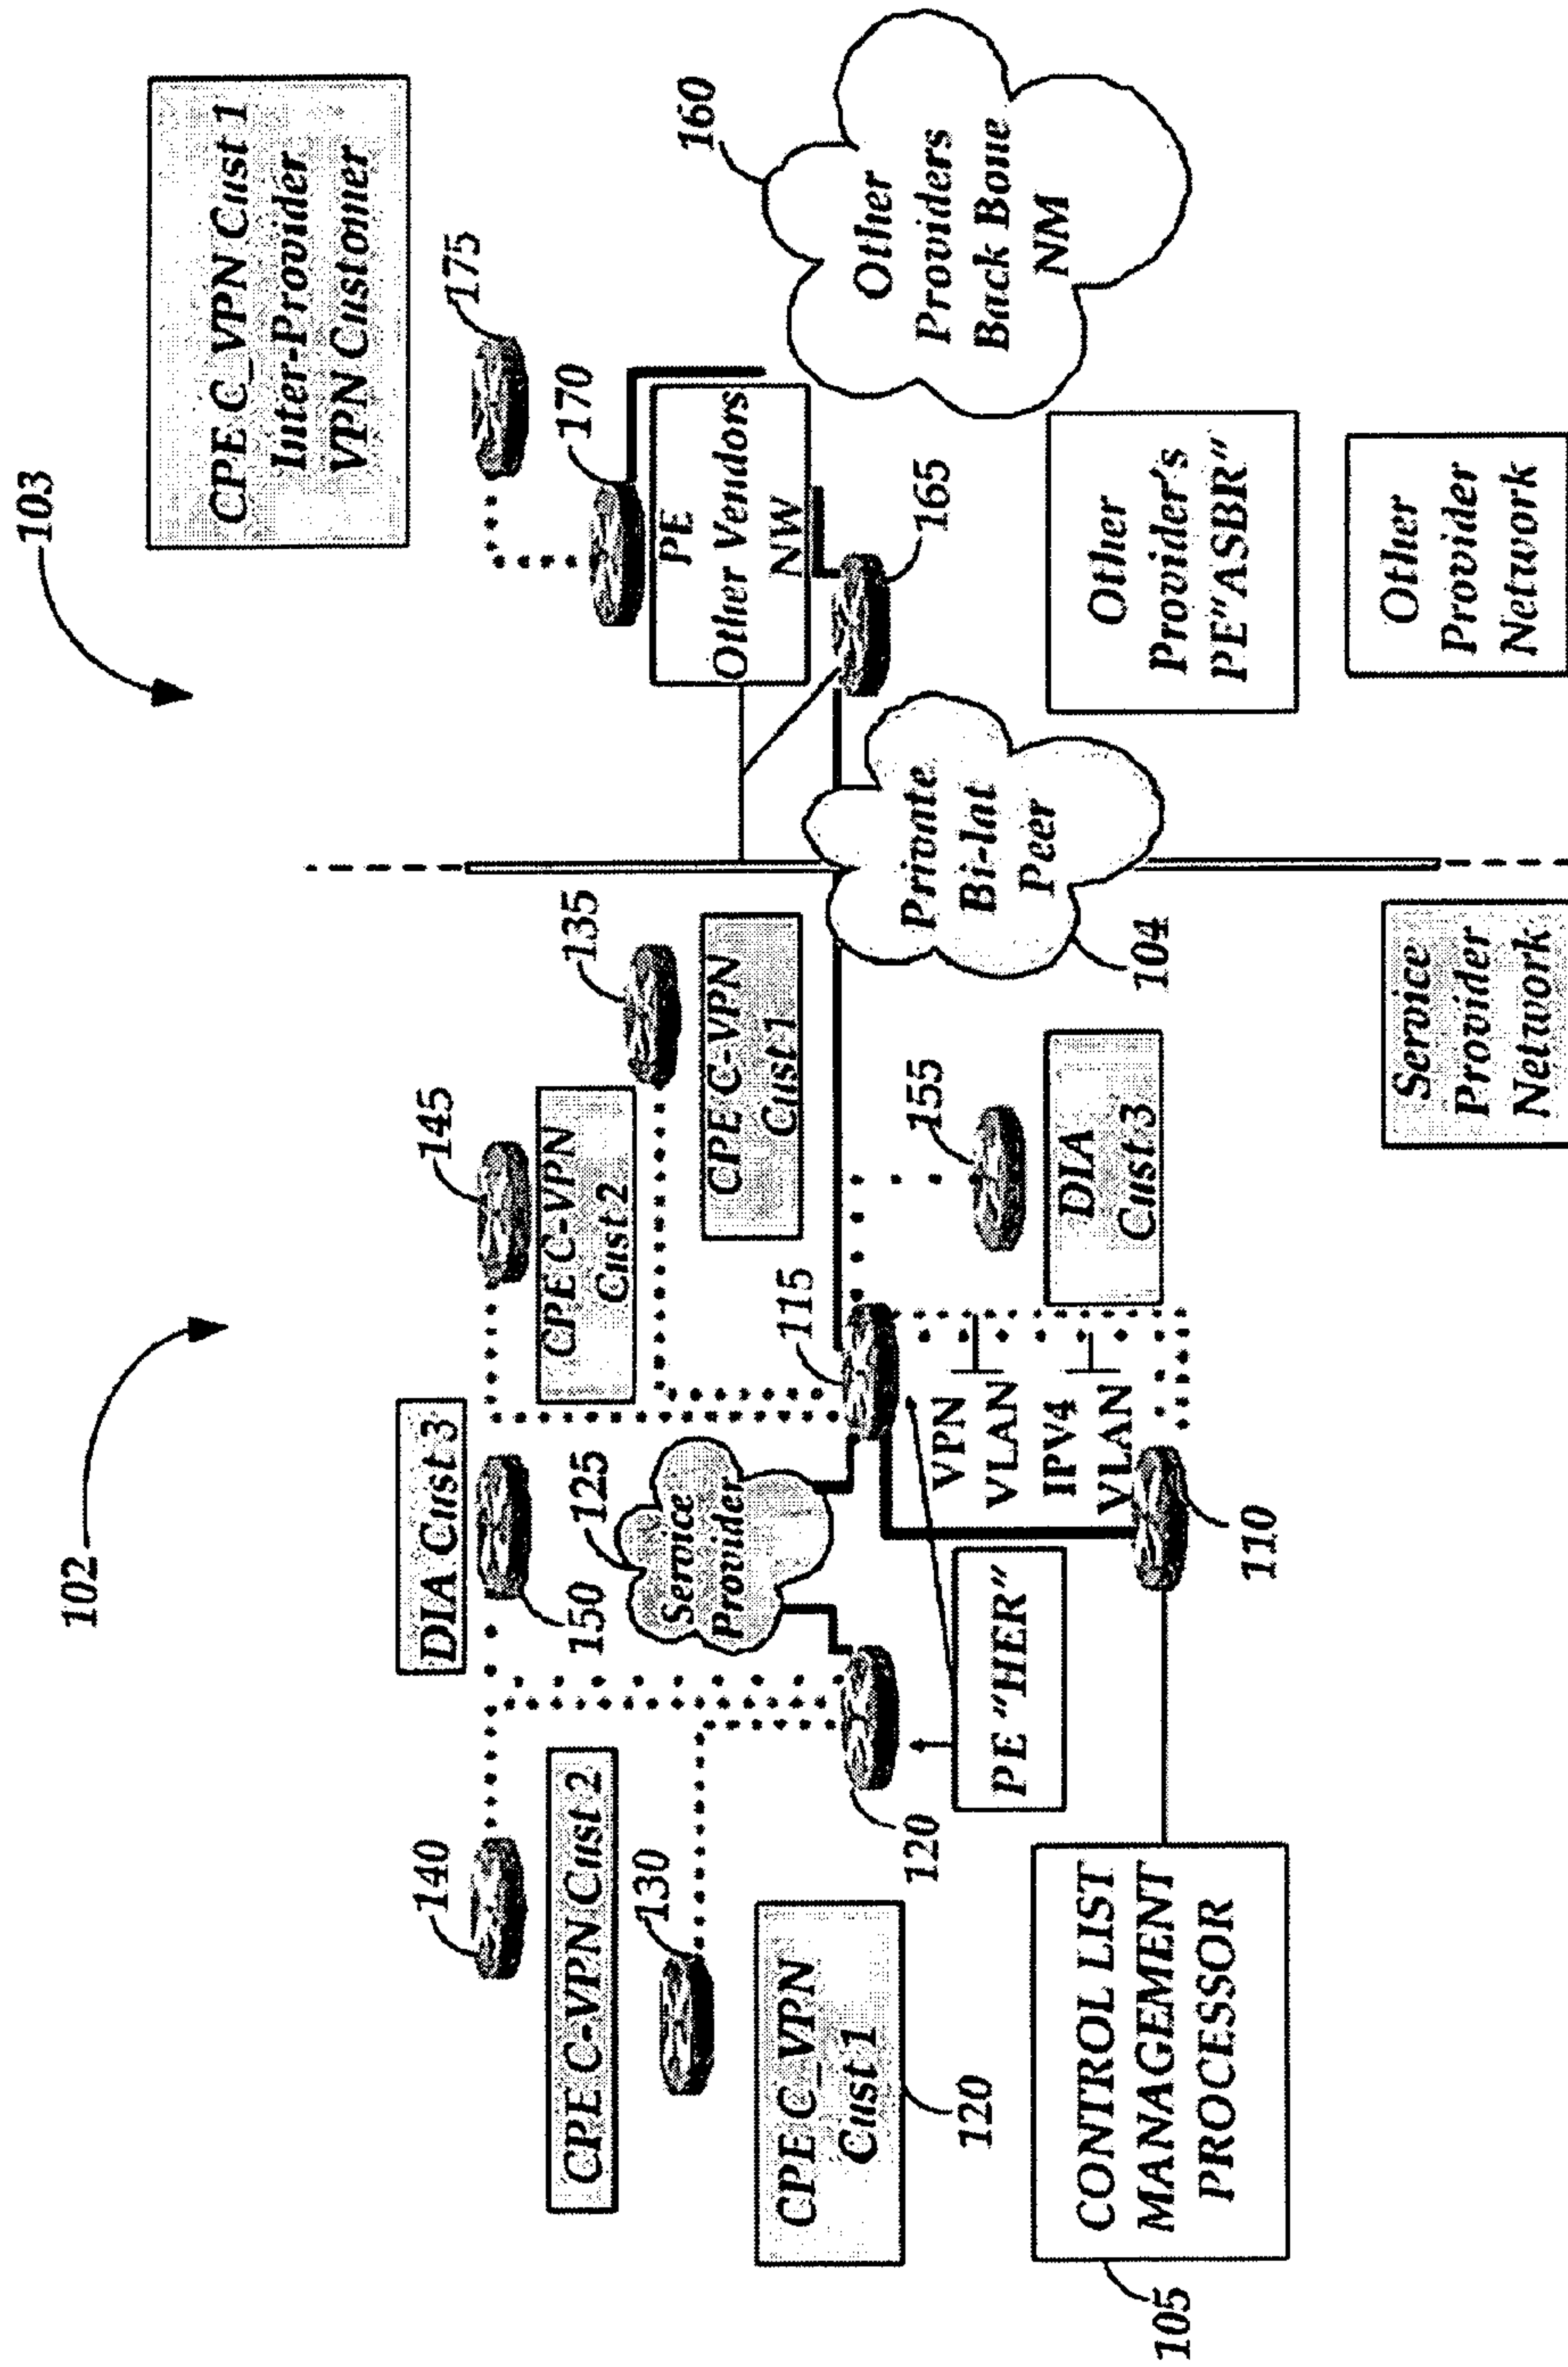 102
103
CPE C_VPN Cust 1
Inter-Provider
VPN Customer
DIA Cust 3
140
150
145
175
CPE C-VPN Cust 2
CPE C-VPN
Cust 2
135
170
130
125
Service
Provider
CPE C-VPN
Cust 1
PE
Other Vendors
NW
160
Other
Providers
Back Bone
NM
CPE C_VPN
Cust 1
120
120
115
165
Private
Bi-lat
Peer
104
155
DIA
Cust 3
PE "HER"
VPN
VLAN
IPV4
VLAN
110
Other
Provider's
PE"ASBR"
CONTROL LIST
MANAGEMENT
PROCESSOR
105
Service
Provider
Network
Other
Provider
Network